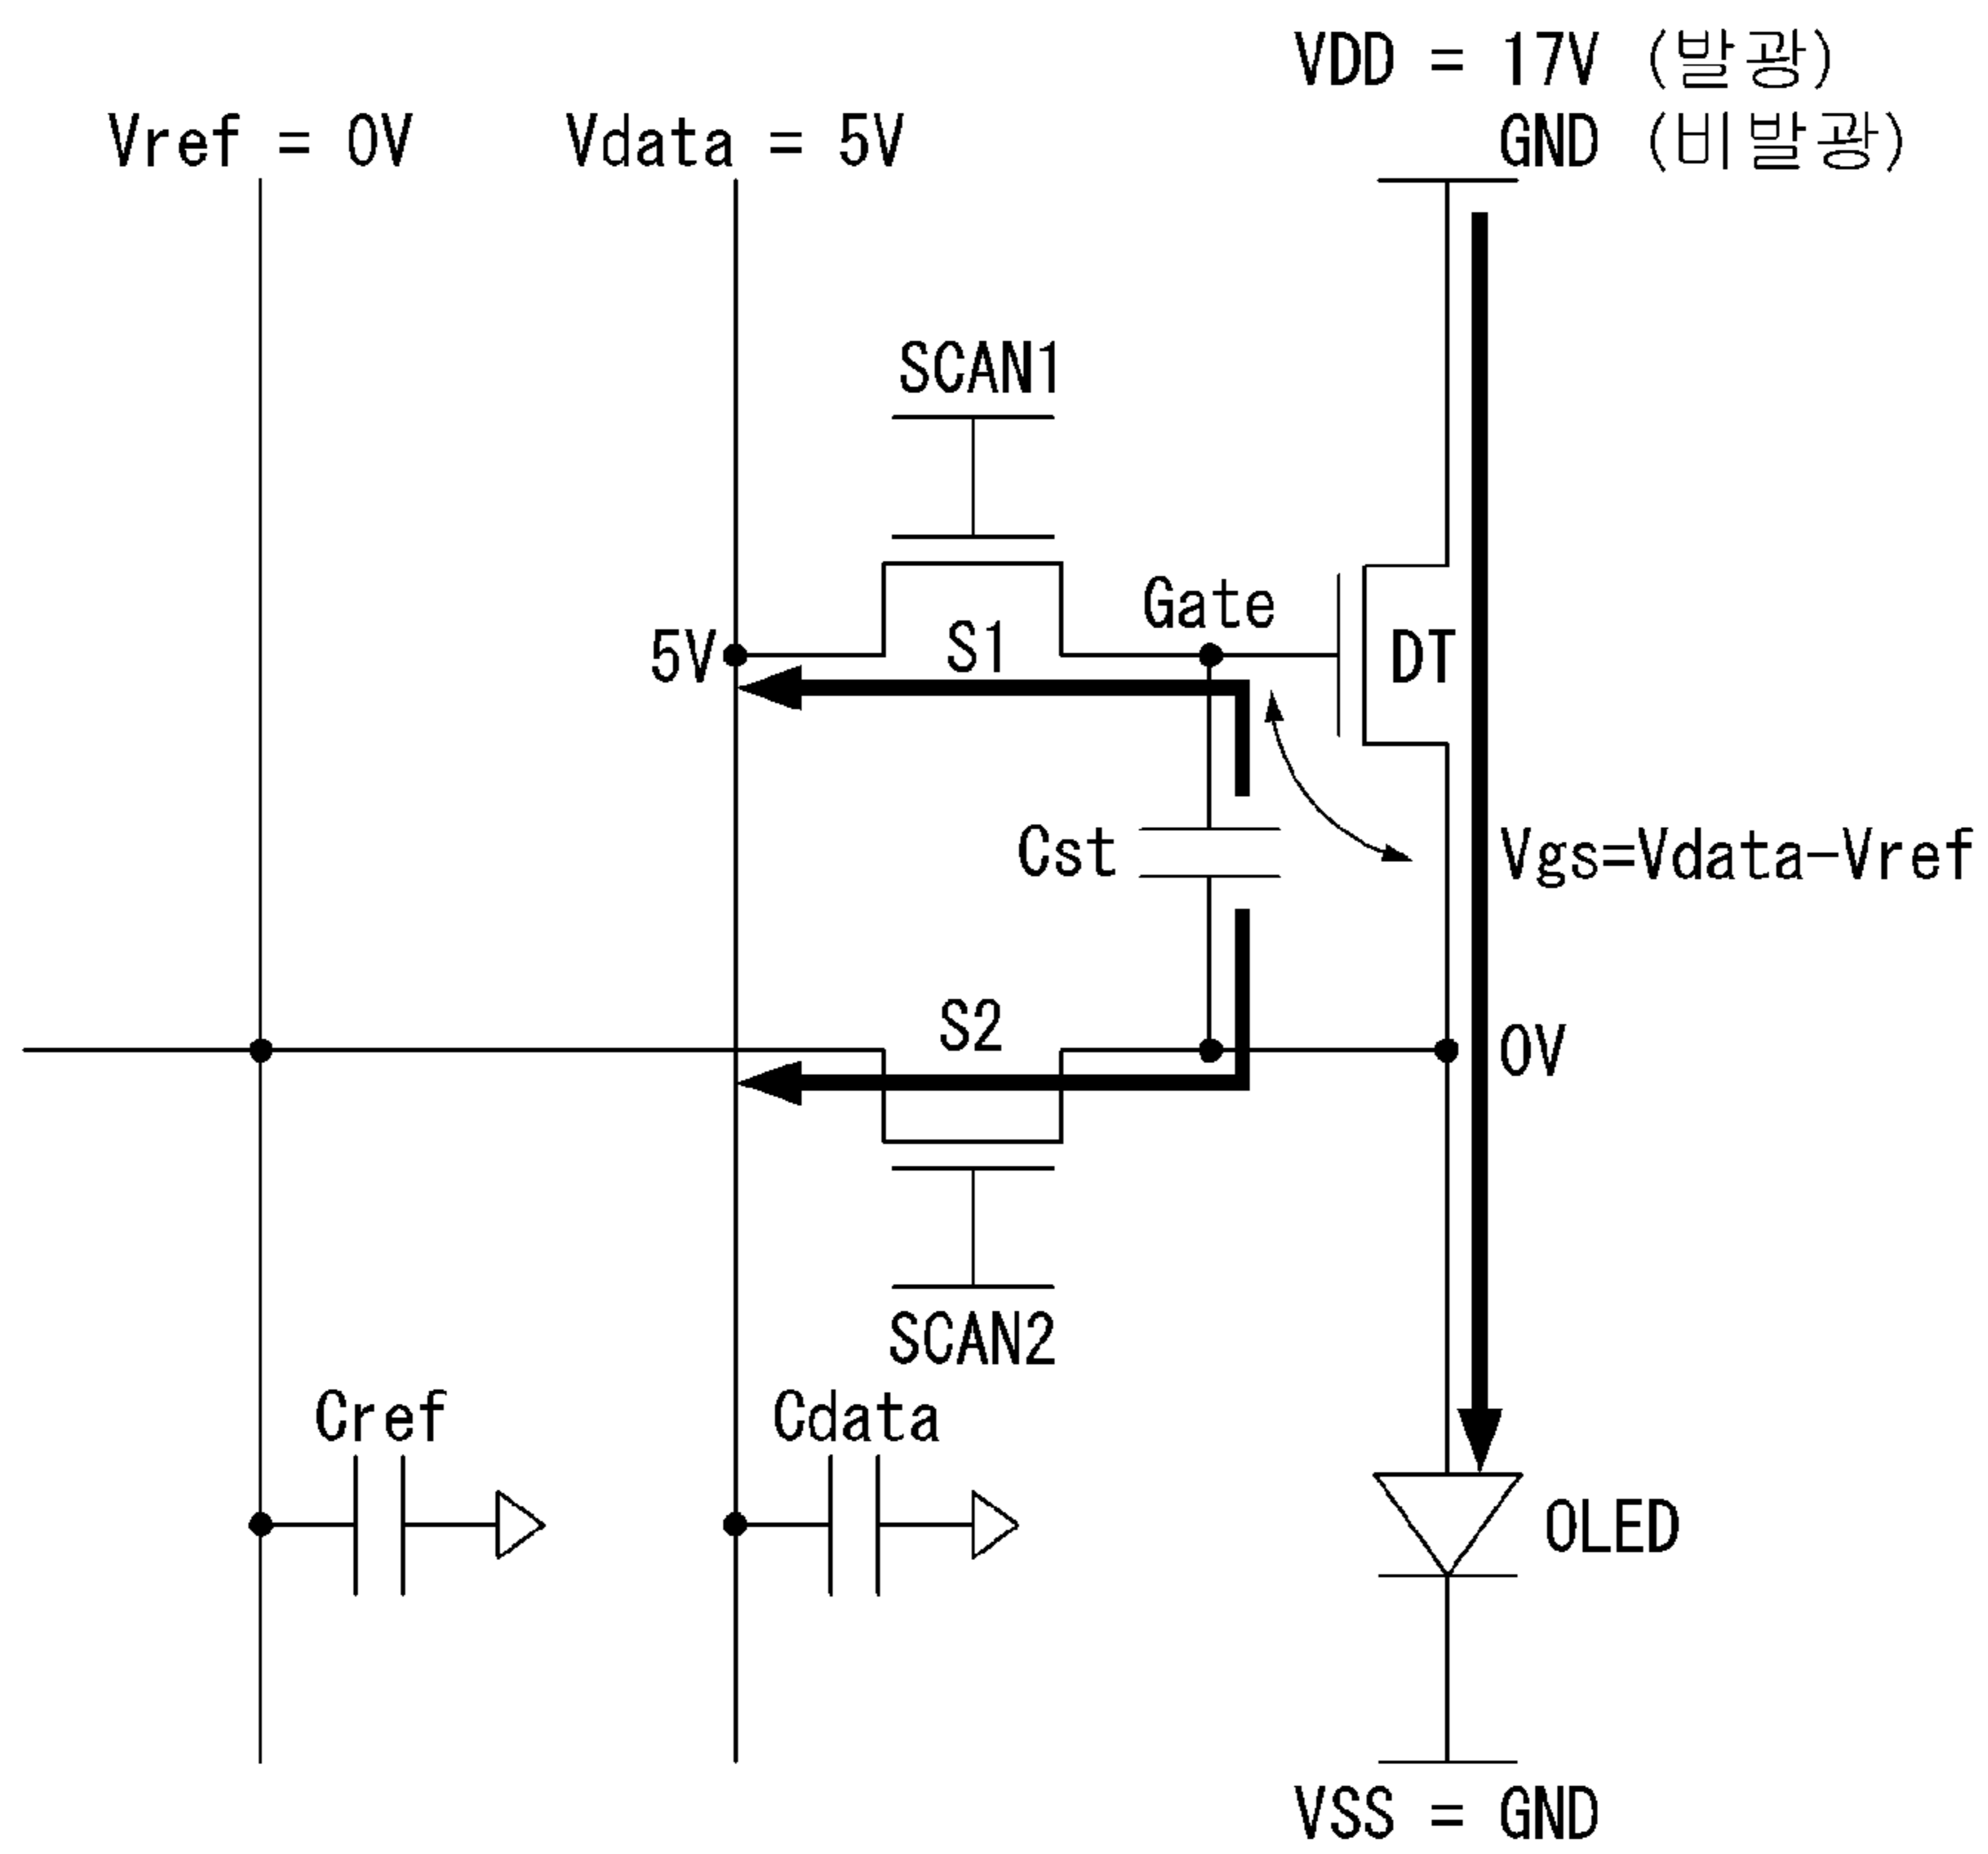 VDD = 17V (발광)
Vref = 0V
Vdata = 5V
GND (비발광)
SCAN1
Gate
5V
S1
DT
Cst
Vgs=Vdata-Vref
S2
0V
SCAN2
Cref
Cdata
OLED
VSS = GND